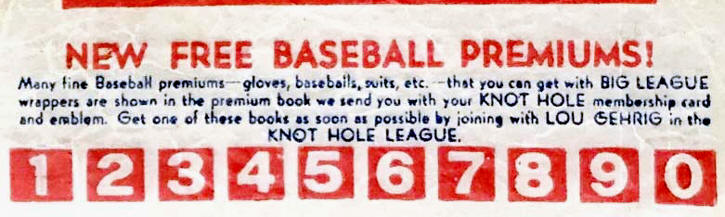 NEW FREE BASEBALL PREMIUMS!
Many fine Baseball premiums—gloves, baseballs, suits, etc.—that you can get with BIG LEAGUE
wrappers are shown in the premium book we send you with your KNOT HOLE membership card
and emblem. Get one of these books as soon as possible by joining with LOU GEHRIG in the
KNOT HOLE LEAGUE.
1 2 3 4 5 6 7 8 9 0